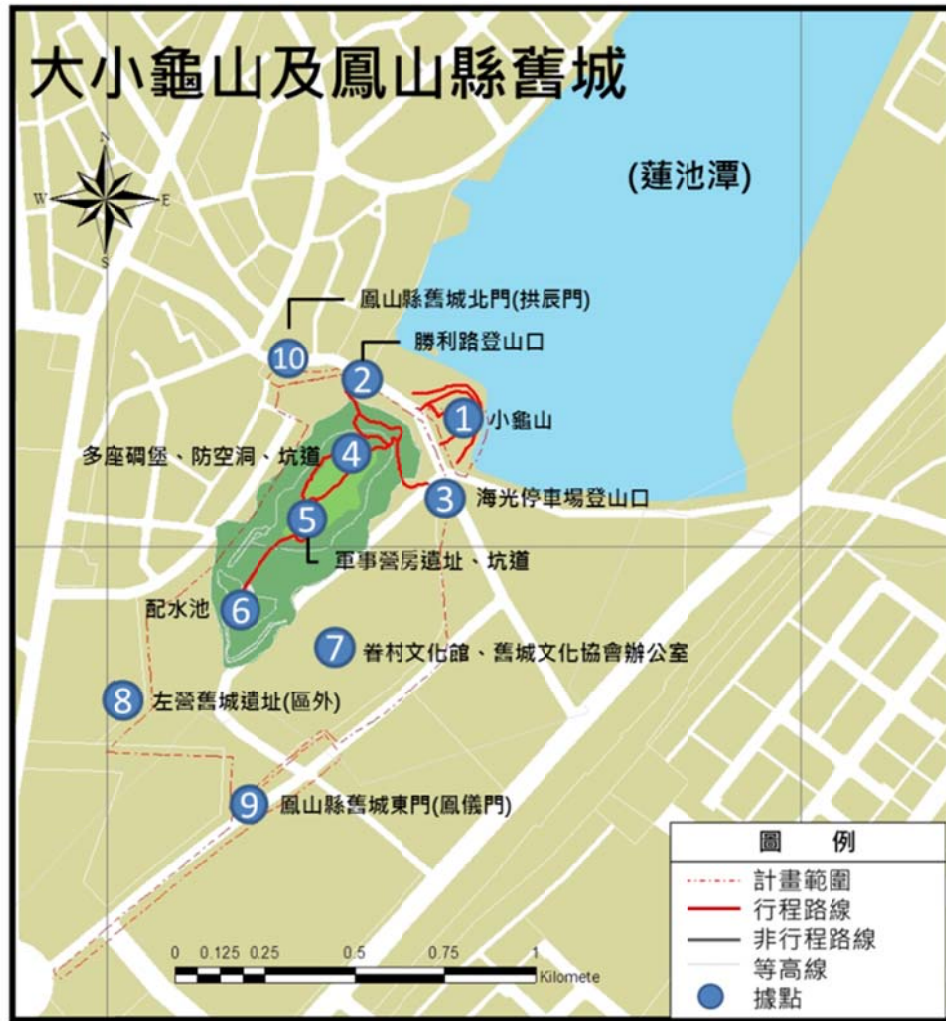 大小龜山及鳳山縣舊城
(蓮池潭)
N
W
E
S
鳳山縣舊城北門(拱辰門)
勝利路登山口
10
2
1
小龜山
4
多座碉堡、防空洞、坑道
3
海光停車場登山口
5
軍事營房遺址、坑道
6
配水池
7
眷村文化館、舊城文化協會辦公室
8
左營舊城遺址(區外)
9
鳳山縣舊城東門(鳳儀門)
圖 例
計畫範圍
行程路線
非行程路線
等高線
據點
0 0.125 0.25 0.5 0.75 1
Kilomete